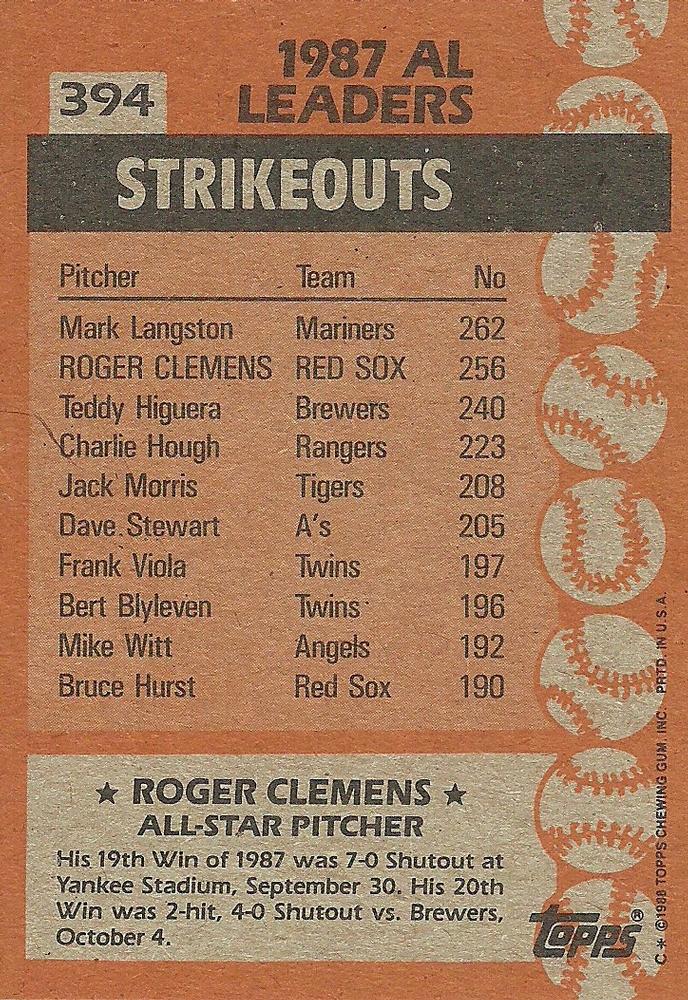 394
1987 AL
LEADERS
STRIKEOUTS
Pitcher Team No
Mark Langston Mariners 262
ROGER CLEMENS RED SOX 256
Teddy Higuera Brewers 240
Charlie Hough Rangers 223
Jack Morris Tigers 208
Dave Stewart A's 205
Frank Viola Twins 197
Bert Blyleven Twins 196
Mike Witt Angels 192
Bruce Hurst Red Sox 190
★ ROGER CLEMENS ★
ALL-STAR PITCHER
His 19th Win of 1987 was 7-0 Shutout at
Yankee Stadium, September 30. His 20th
Win was 2-hit, 4-0 Shutout vs. Brewers,
October 4.
topps®
C * ©1988 TOPPS CHEWING GUM, INC. PRTD. IN U.S.A.